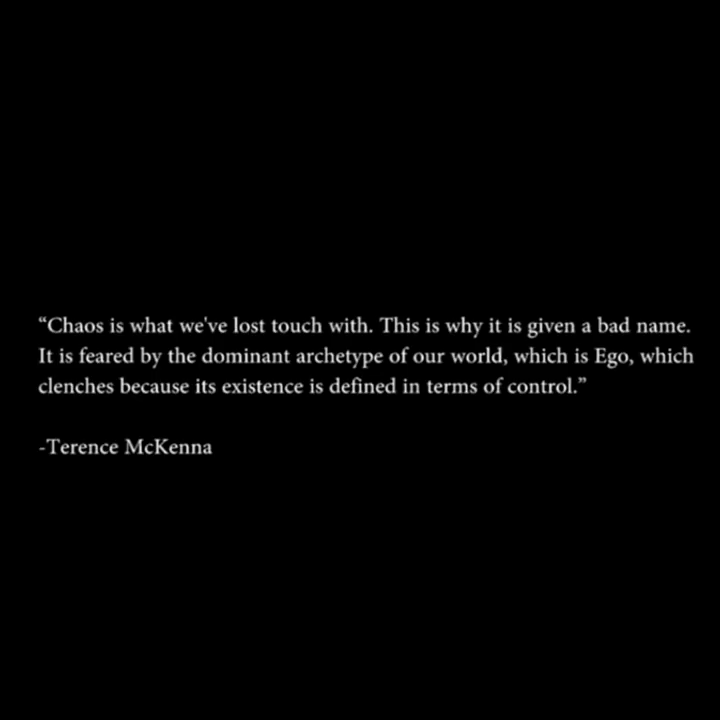 “Chaos is what we've lost touch with. This is why it is given a bad name.
It is feared by the dominant archetype of our world, which is Ego, which
clenches because its existence is defined in terms of control.”
-Terence McKenna